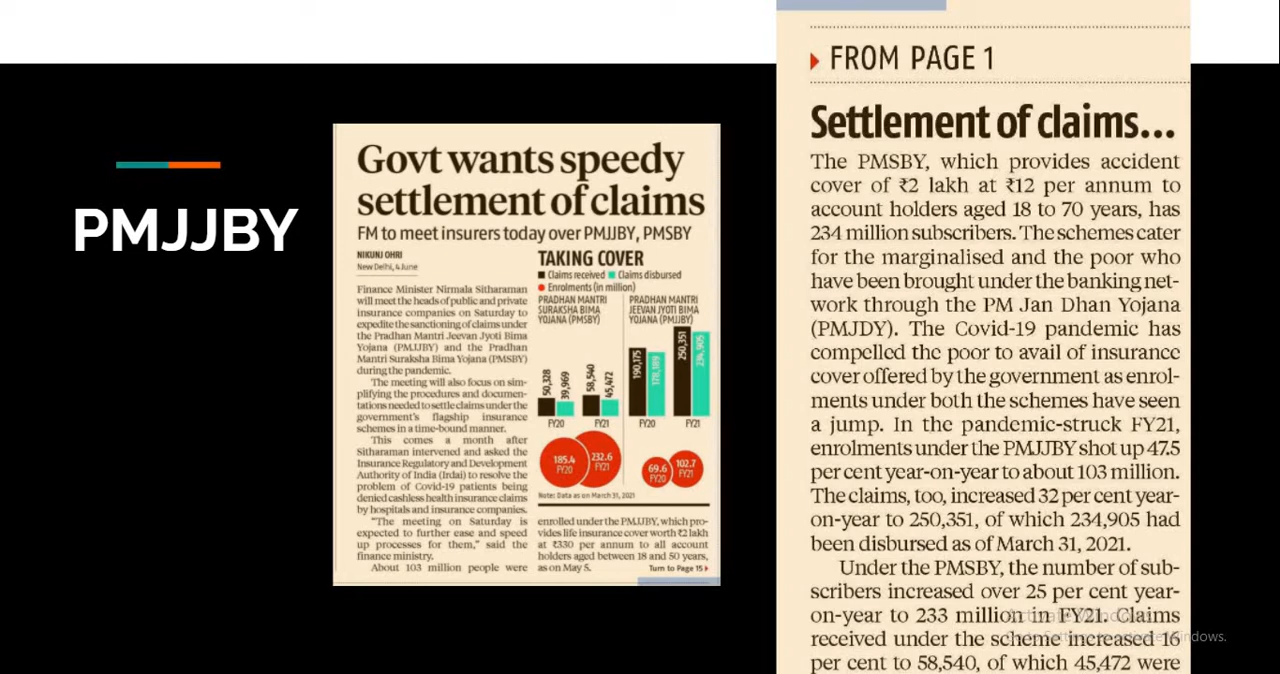 PMJJBY
Govt wants speedy
settlement of claims
FM to meet insurers today over PMJJBY, PMSBY
NIKUNJ OHRI
New Delhi, 4 June
Finance Minister Nirmala Sitharaman
will meet the heads of public and private
insurance companies on Saturday to
expedite the sanctioning of claims under
the Pradhan Mantri Jeevan Jyoti Bima
Yojana (PMJJBY) and the Pradhan
Mantri Suraksha Bima Yojana (PMSBY)
during the pandemic.
The meeting will also focus on sim-
plifying the procedures and documen-
tations needed to settle claims under the
government's flagship insurance
schemes in a time-bound manner.
This comes a month after
Sitharaman intervened and asked the
Insurance Regulatory and Development
Authority of India (Irdai) to resolve the
problem of Covid-19 patients being
denied cashless health insurance claims
by hospitals and insurance companies.
"The meeting on Saturday is
expected to further ease and speed
up processes for them," said the
finance ministry.
About 103 million people were
TAKING COVER
Claims received Claims disbursed
Enrolments (in million)
PRADHAN MANTRI
SURAKSHA BIMA
YOJANA (PMSBY)
50,328
39,969
58,540
45,472
FY20
FY21
185.4
FY20
232.6
FY21
PRADHAN MANTRI
JEEVAN JYOTI BIMA
YOJANA (PMJJBY)
190,175
178,189
250,351
234,905
FY20
FY21
69.6
FY20
102.7
FY21
Note: Data as on March 31, 2021
enrolled under the PMJJBY, which pro-
vides life insurance cover worth ₹2 lakh
at ₹330 per annum to all account
holders aged between 18 and 50 years,
as on May 5.
Turn to Page 15
FROM PAGE 1
Settlement of claims...
The PMSBY, which provides accident
cover of ₹2 lakh at ₹12 per annum to
account holders aged 18 to 70 years, has
234 million subscribers. The schemes cater
for the marginalised and the poor who
have been brought under the banking net-
work through the PM Jan Dhan Yojana
(PMJDY). The Covid-19 pandemic has
compelled the poor to avail of insurance
cover offered by the government as enrol-
ments under both the schemes have seen
a jump. In the pandemic-struck FY21,
enrolments under the PMJJBY shot up 47.5
per cent year-on-year to about 103 million.
The claims, too, increased 32 per cent year-
on-year to 250,351, of which 234,905 had
been disbursed as of March 31, 2021.
Under the PMSBY, the number of sub-
scribers increased over 25 per cent year-
on-year to 233 million in FY21. Claims
received under the scheme increased 16
per cent to 58,540, of which 45,472 were
Activate Windows
Go to Settings to activate Windows.